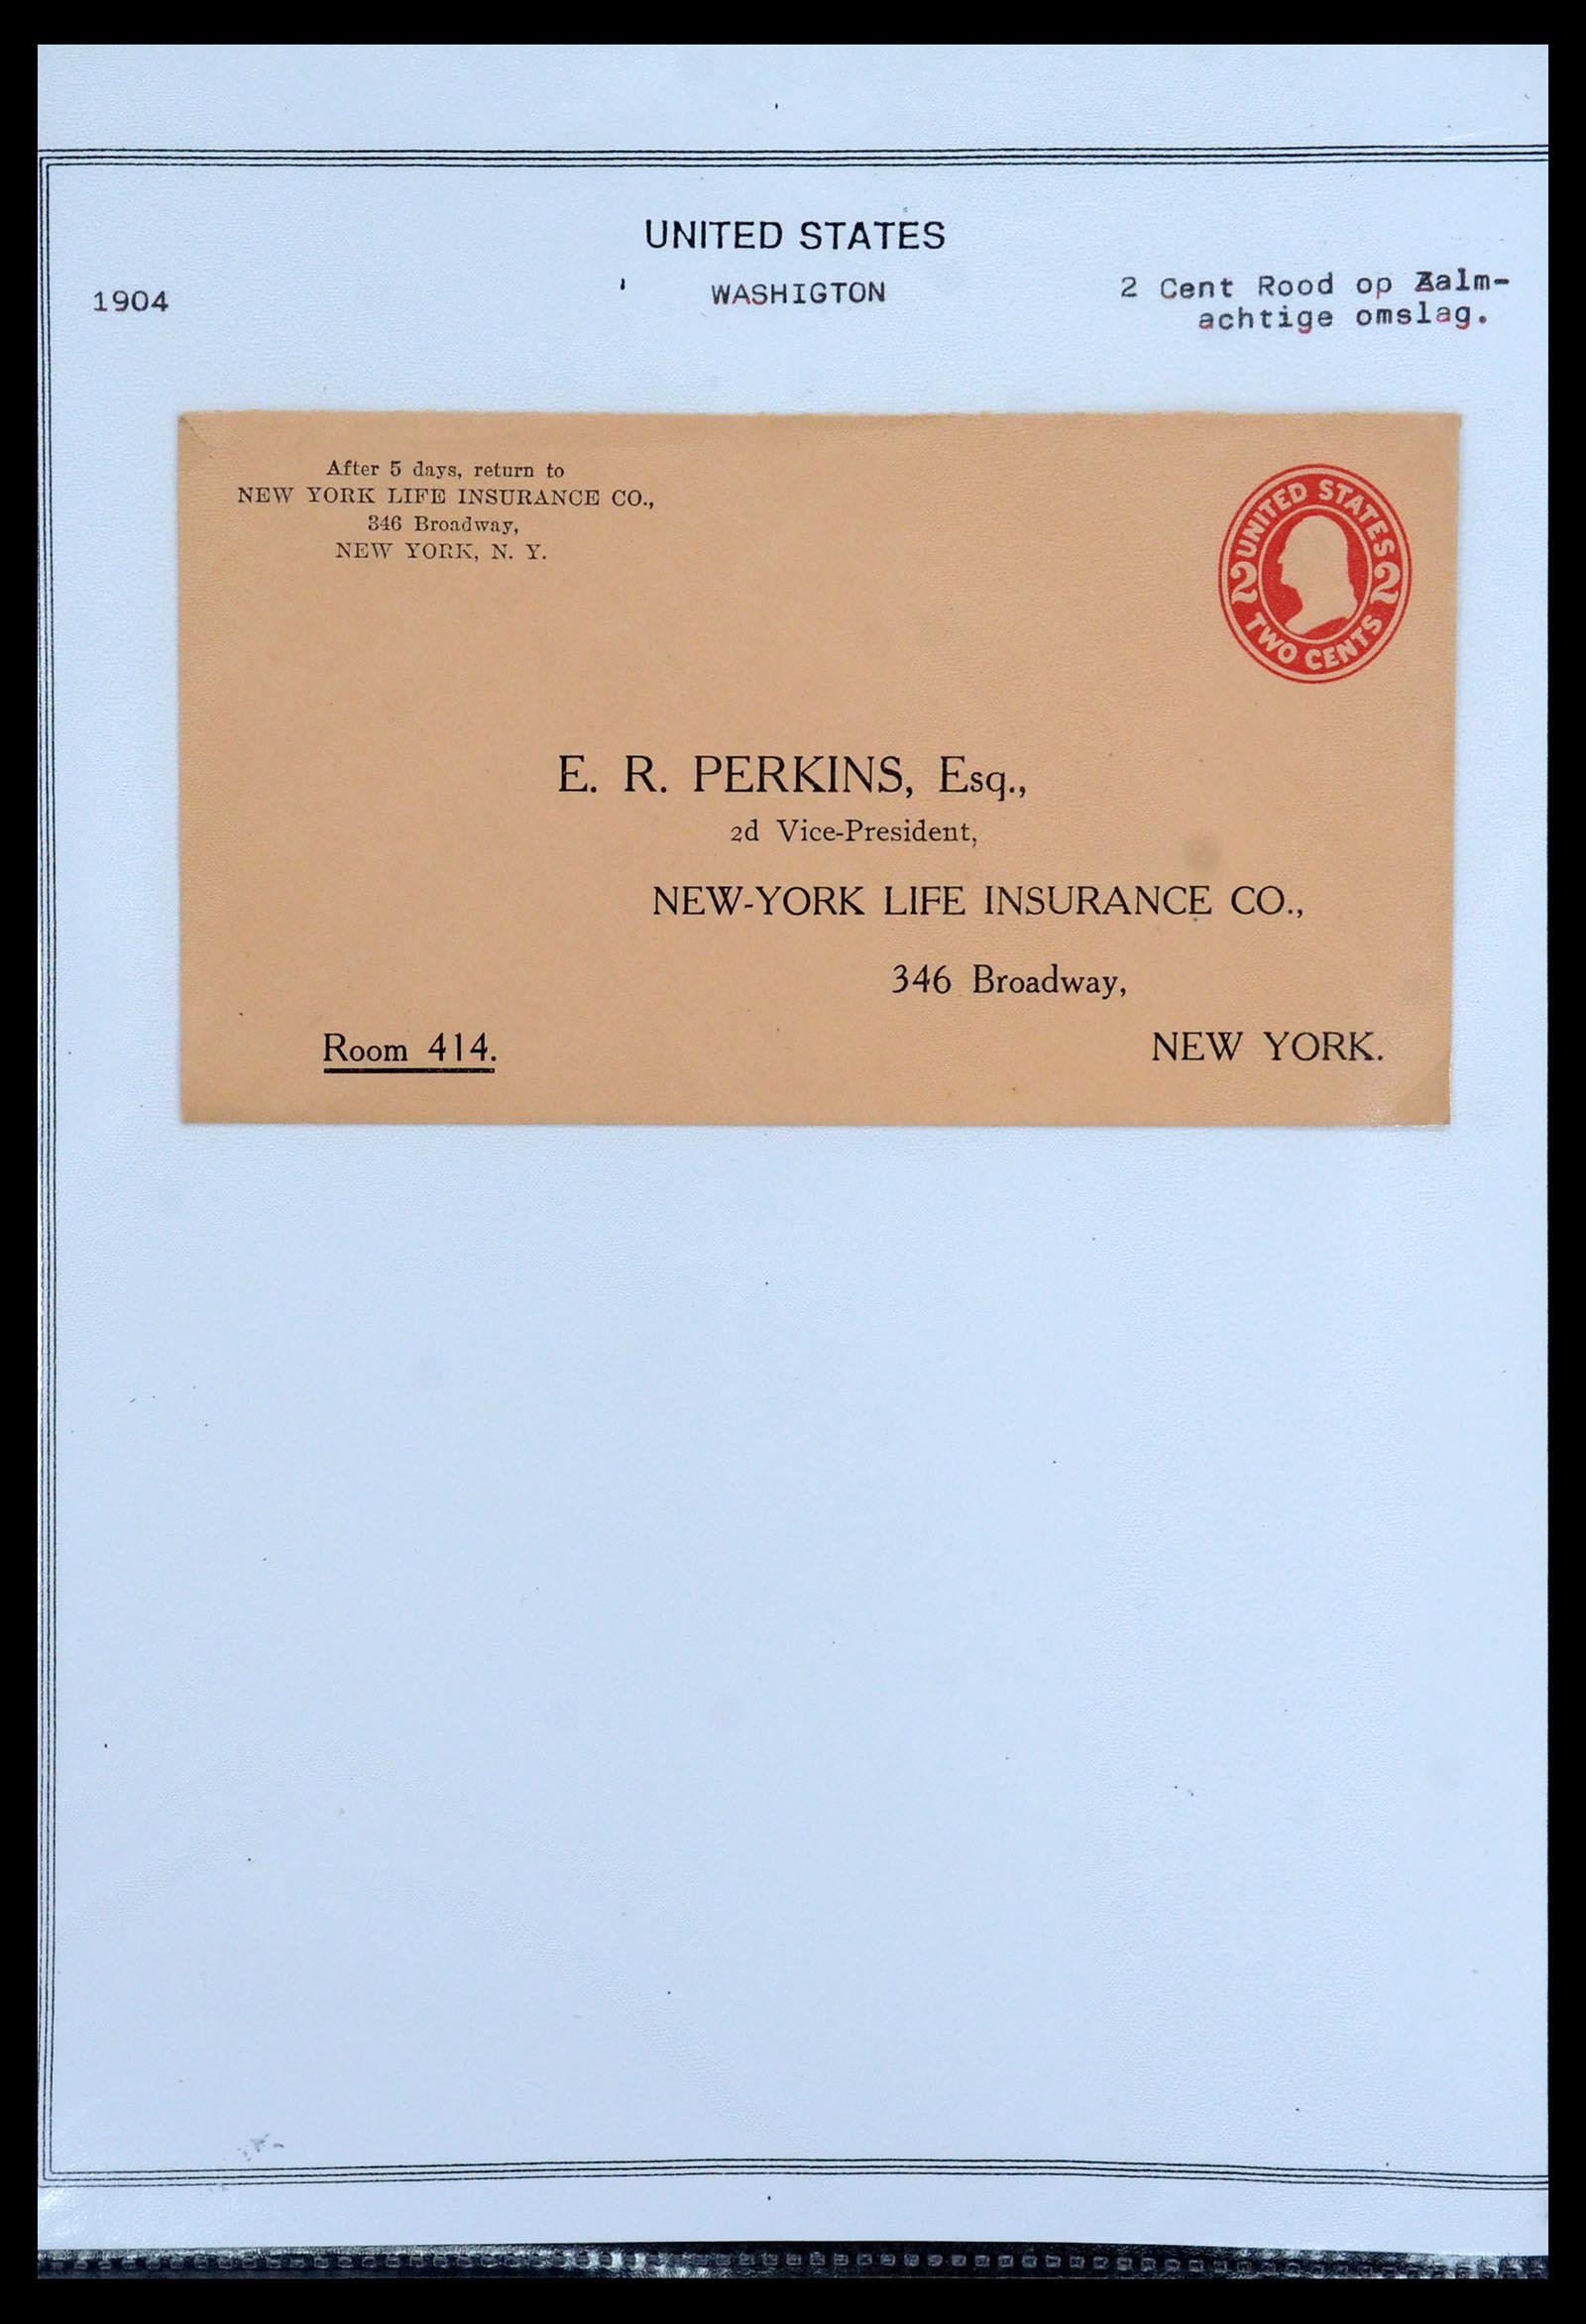 UNITED STATES
1904
WASHIGTON
2 Cent Rood op Zalm-
achtige omslag.
After 5 days, return to
NEW YORK LIFE INSURANCE CO.,
346 Broadway,
NEW YORK, N. Y.
UNITED STATES
2 2
TWO CENTS
E. R. PERKINS, Esq.,
2d Vice-President,
NEW-YORK LIFE INSURANCE CO.,
346 Broadway,
Room 414.
NEW YORK.